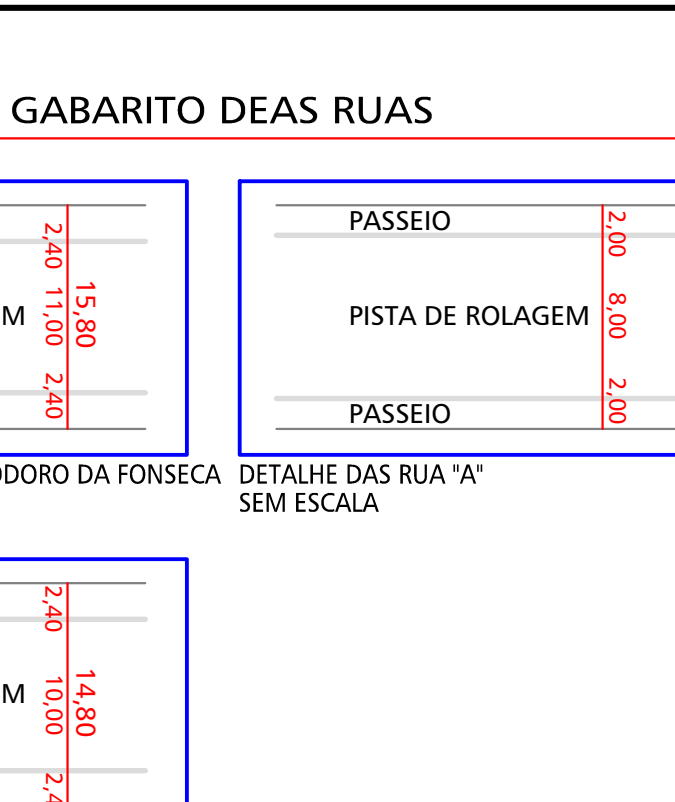 GABARITO DEAS RUAS
2,40
11,00
15,80
2,40
M
PASSEIO
PISTA DE ROLAGEM
PASSEIO
2,00
8,00
2,00
DA FONSECA
DETALHE DAS RUA "A"
SEM ESCALA
2,40
M
10,00
14,80